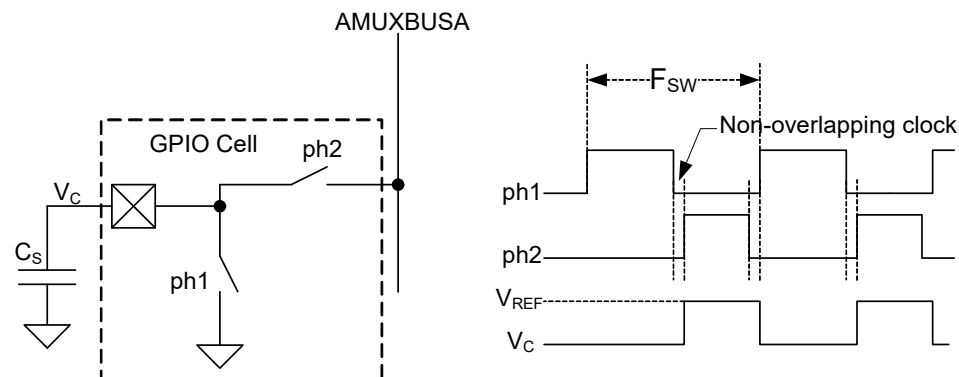 AMUXBUSA
GPIO Cell
ph2
V_C
C_S
ph1
F_SW
Non-overlapping clock
ph1
ph2
V_REF
V_C